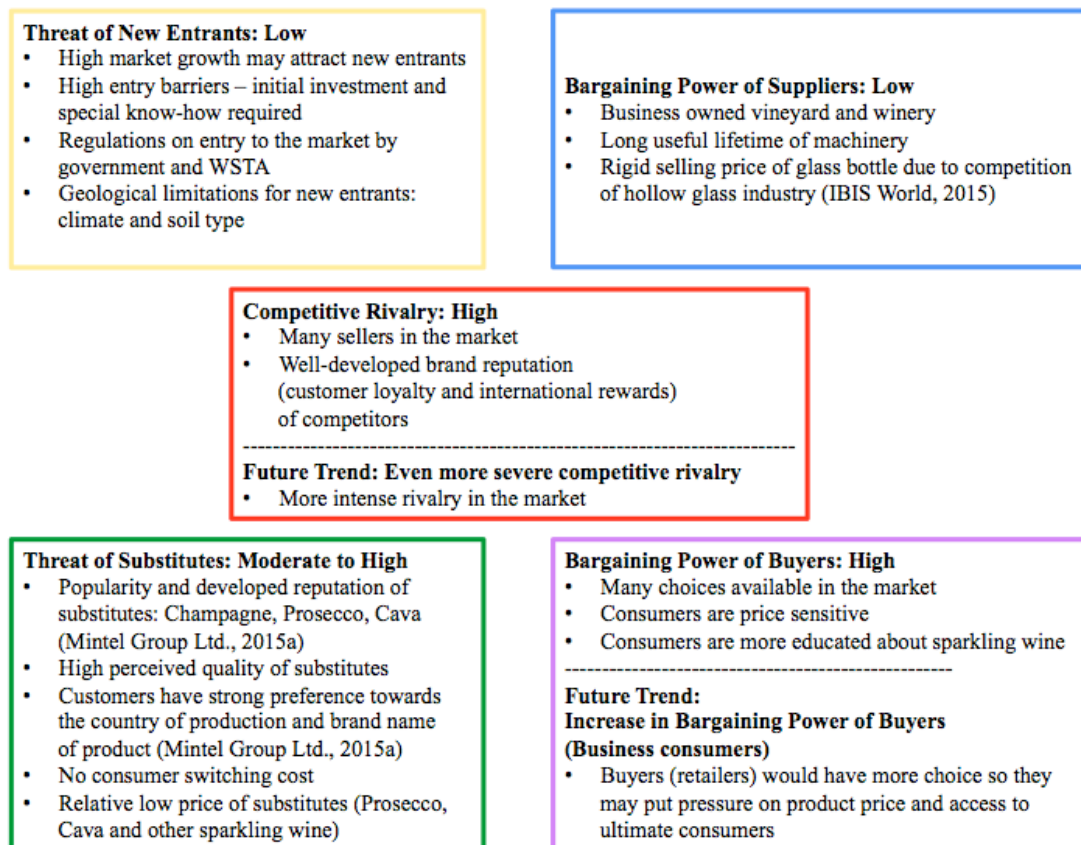 Threat of New Entrants: Low
• High market growth may attract new entrants
• High entry barriers – initial investment and
special know-how required
• Regulations on entry to the market by
government and WSTA
• Geological limitations for new entrants:
climate and soil type
Bargaining Power of Suppliers: Low
• Business owned vineyard and winery
• Long useful lifetime of machinery
• Rigid selling price of glass bottle due to competition
of hollow glass industry (IBIS World, 2015)
Competitive Rivalry: High
• Many sellers in the market
• Well-developed brand reputation
(customer loyalty and international rewards)
of competitors
Future Trend: Even more severe competitive rivalry
• More intense rivalry in the market
Threat of Substitutes: Moderate to High
• Popularity and developed reputation of
substitutes: Champagne, Prosecco, Cava
(Mintel Group Ltd., 2015a)
• High perceived quality of substitutes
• Customers have strong preference towards
the country of production and brand name
of product (Mintel Group Ltd., 2015a)
• No consumer switching cost
• Relative low price of substitutes (Prosecco,
Cava and other sparkling wine)
Bargaining Power of Buyers: High
• Many choices available in the market
• Consumers are price sensitive
• Consumers are more educated about sparkling wine
Future Trend:
Increase in Bargaining Power of Buyers
(Business consumers)
• Buyers (retailers) would have more choice so they
may put pressure on product price and access to
ultimate consumers